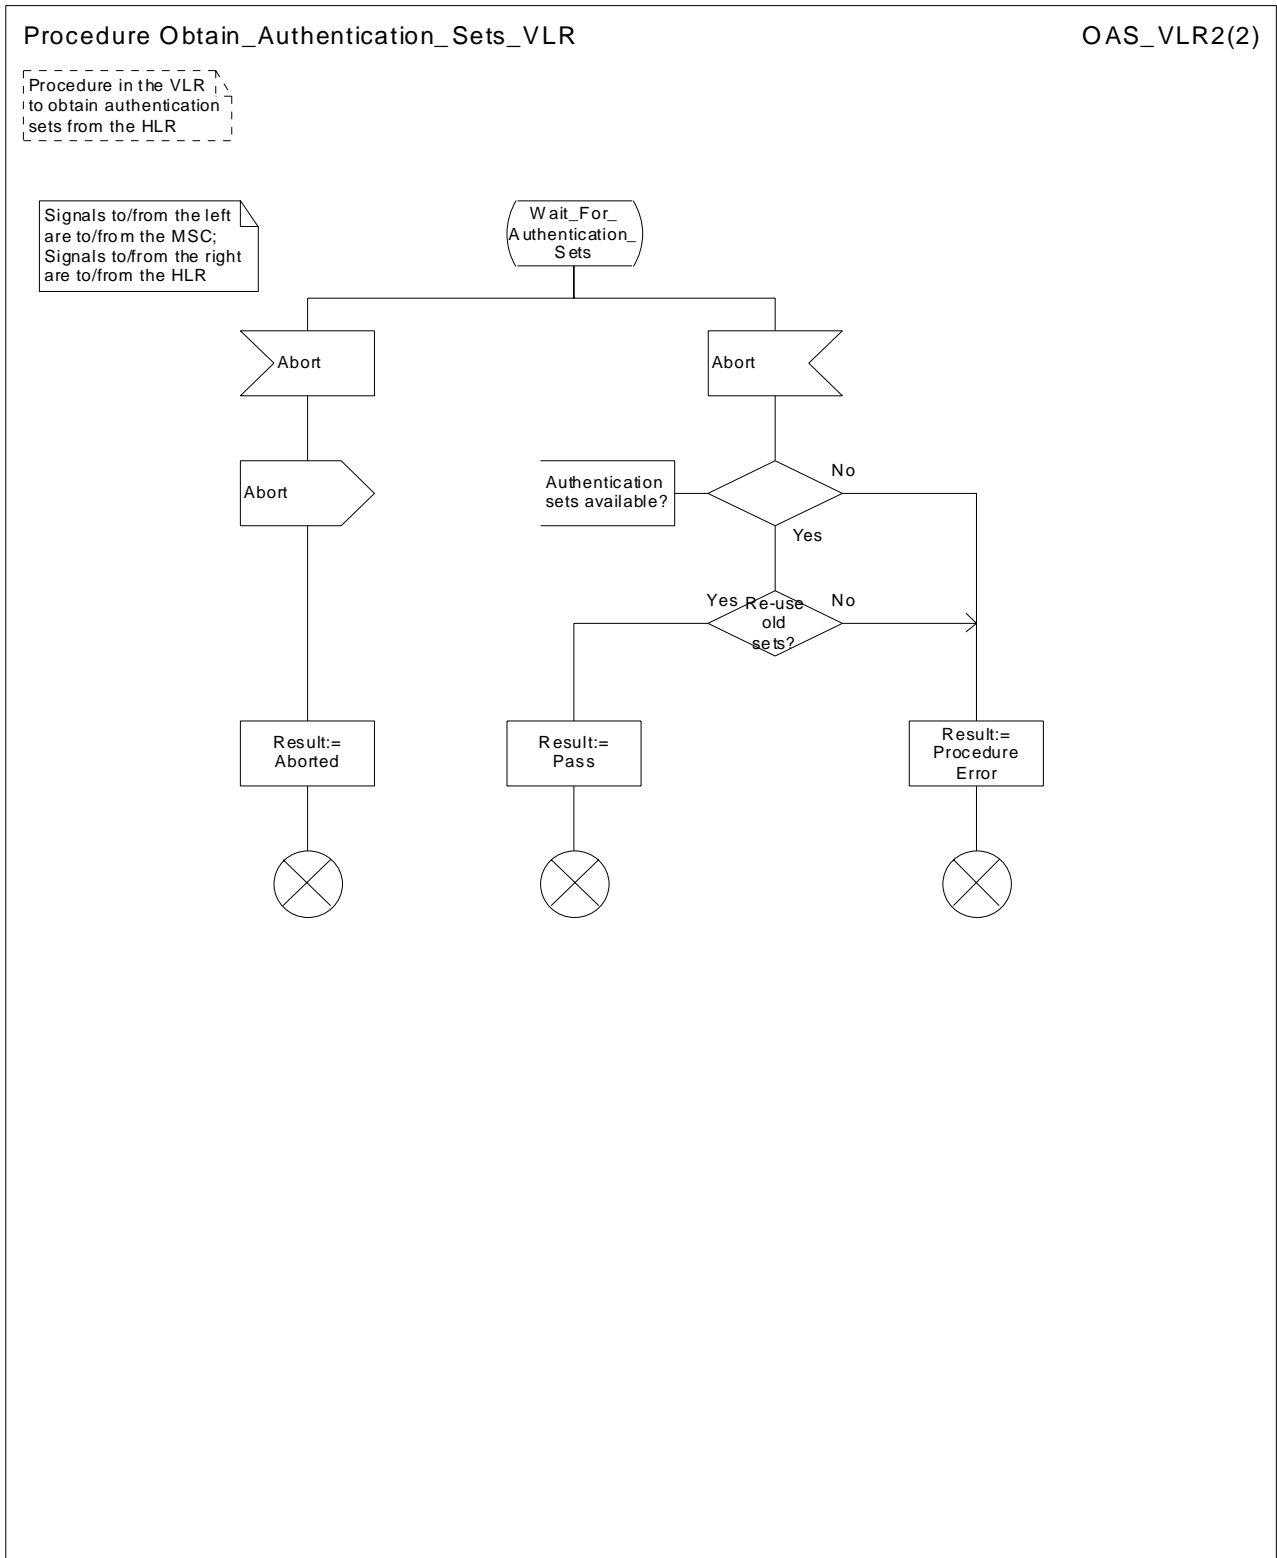 Procedure Obtain_Authentication_Sets_VLR
OAS_VLR2(2)
Procedure in the VLR
to obtain authentication
sets from the HLR
Signals to/from the left
are to/from the MSC;
Signals to/from the right
are to/from the HLR
Wait_For_
Authentication_
Sets
Abort
Abort
Abort
Authentication
sets available?
No
Yes
Yes
Re-use
old
sets?
No
Result:=
Aborted
Result:=
Pass
Result:=
Procedure
Error